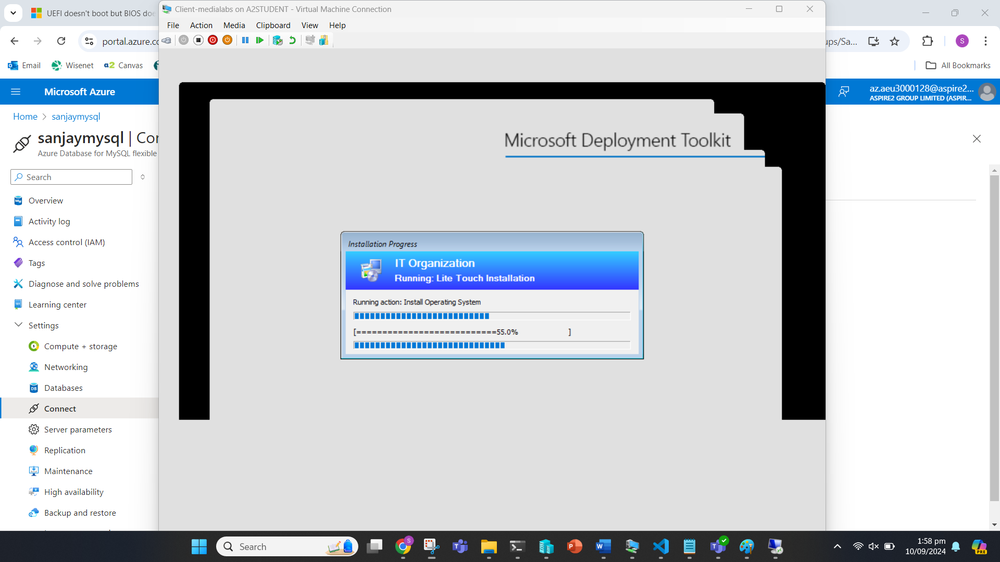 UEFI doesn't boot but BIOS doe
Client-medialabs on A2STUDENT - Virtual Machine Connection
File Action Media Clipboard View Help
portal.azure.co
ups/Sa...
S
Email Wisenet a2 Canvas
All Bookmarks
Microsoft Azure
az.aeu3000128@aspire2...
ASPIRE2 GROUP LIMITED (ASPIR...
Home > sanjaymysql
sanjaymysql | Con
Azure Database for MySQL flexible
Search
Overview
Activity log
Access control (IAM)
Tags
Diagnose and solve problems
Learning center
Settings
Compute + storage
Networking
Databases
Connect
Server parameters
Replication
Maintenance
High availability
Backup and restore
Microsoft Deployment Toolkit
Installation Progress
IT Organization
Running: Lite Touch Installation
Running action: Install Operating System
[===========================55.0% ]
Search
1:58 pm
10/09/2024
PRE